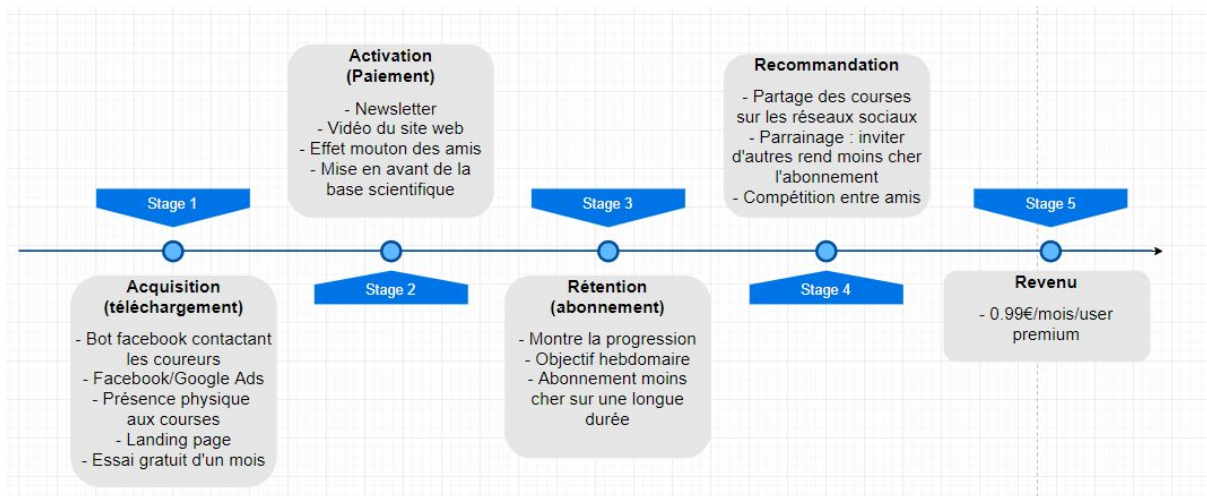 Stage 1
Acquisition
(téléchargement)
- Bot facebook contactant
les coureurs
- Facebook/Google Ads
- Présence physique
aux courses
- Landing page
- Essai gratuit d'un mois
Activation
(Paiement)
- Newsletter
- Vidéo du site web
- Effet mouton des amis
- Mise en avant de la
base scientifique
Stage 2
Stage 3
Rétention
(abonnement)
- Montre la progression
- Objectif hebdomaire
- Abonnement moins
cher sur une longue
durée
Recommandation
- Partage des courses
sur les réseaux sociaux
- Parrainage : inviter
d'autres rend moins cher
l'abonnement
- Compétition entre amis
Stage 4
Stage 5
Revenu
- 0.99€/mois/user
premium